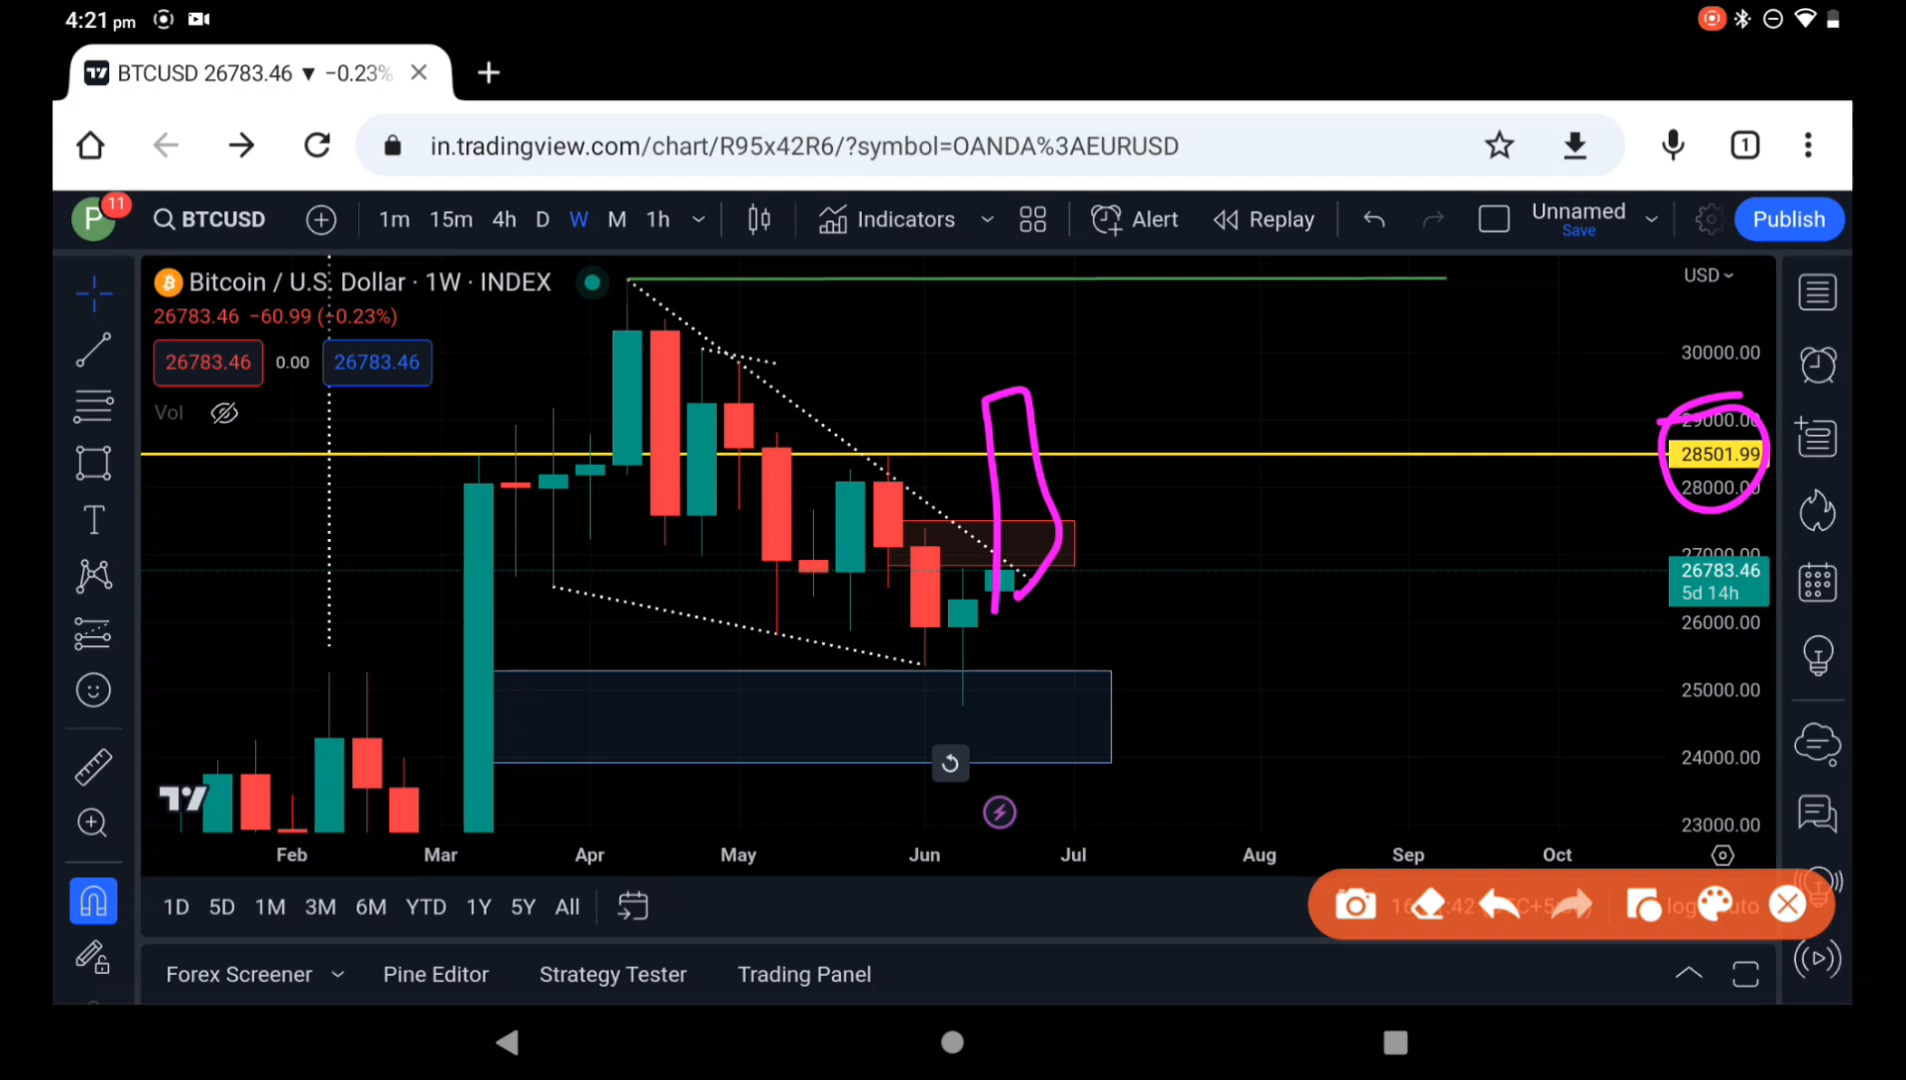 4:21 pm
BTCUSD 26783.46 ▼ −0.23%
in.tradingview.com/chart/R95x42R6/?symbol=OANDA%3AEURUSD
1
P
11
BTCUSD
1m 15m 4h D W M 1h
Indicators
Alert
Replay
Unnamed
Save
Publish
Bitcoin / U.S. Dollar · 1W · INDEX
USD
26783.46 −60.99 (−0.23%)
26783.46 0.00 26783.46
Vol
30000.00
29000.00
28501.99
28000.00
27000.00
26783.46
5d 14h
26000.00
25000.00
24000.00
23000.00
Feb Mar Apr May Jun Jul Aug Sep Oct
1D 5D 1M 3M 6M YTD 1Y 5Y All
log
Forex Screener Pine Editor Strategy Tester Trading Panel